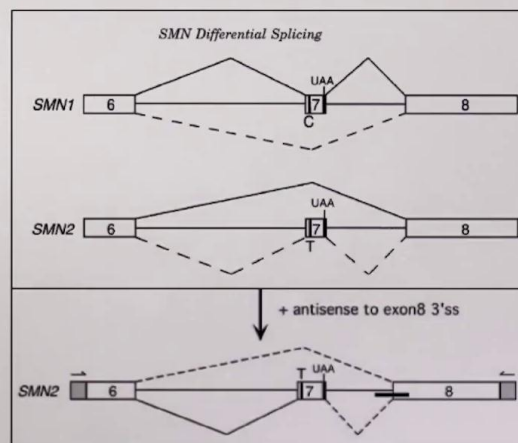 SMN Differential Splicing
UAA
SMN1 6 7 8
C
UAA
SMN2 6 7 8
T
+ antisense to exon8 3'ss
T UAA
SMN2 6 7 8